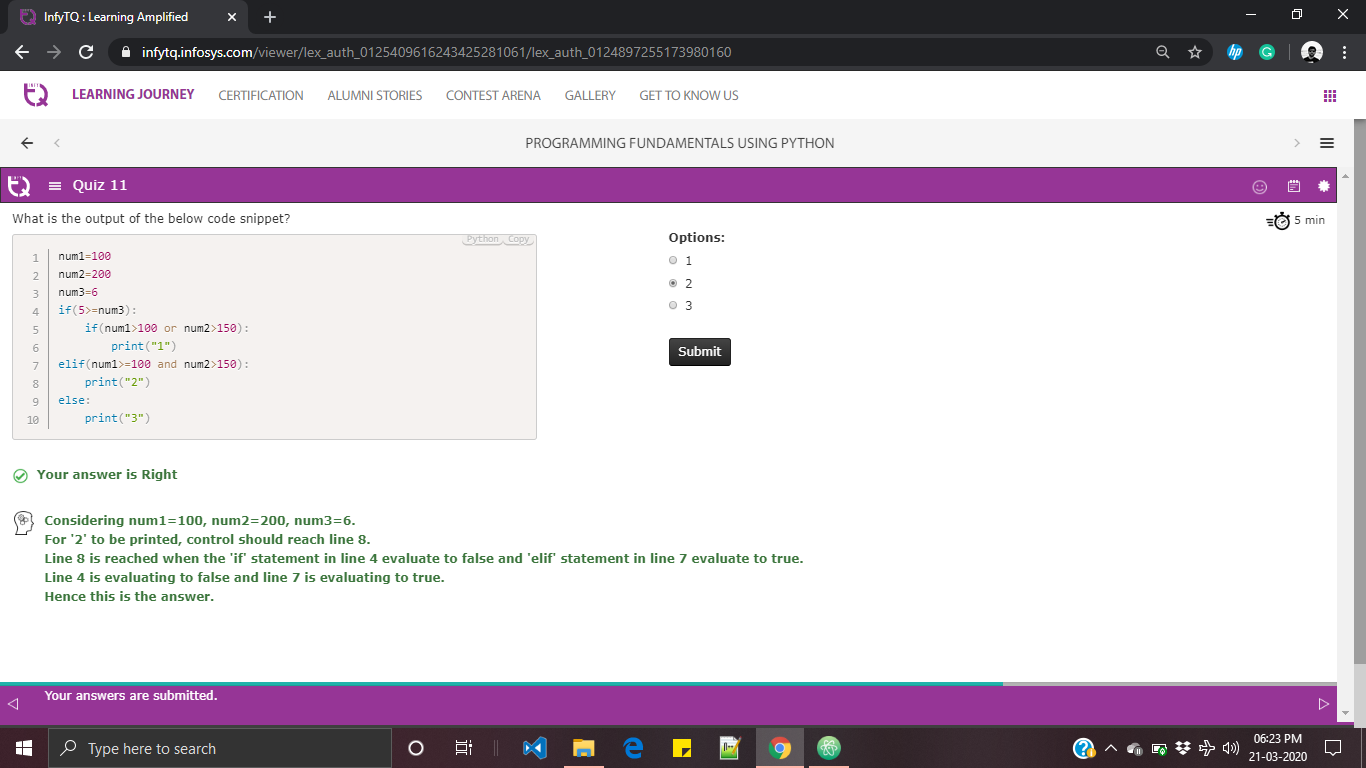 InfyTQ : Learning Amplified
infytq.infosys.com/viewer/lex_auth_0125409616243425281061/lex_auth_0124897255173980160
LEARNING JOURNEY CERTIFICATION ALUMNI STORIES CONTEST ARENA GALLERY GET TO KNOW US
PROGRAMMING FUNDAMENTALS USING PYTHON
Quiz 11
What is the output of the below code snippet?
5 min
Python Copy
1 num1=100
2 num2=200
3 num3=6
4 if(5>=num3):
5     if(num1>100 or num2>150):
6         print("1")
7 elif(num1>=100 and num2>150):
8     print("2")
9 else:
10     print("3")
Options:
1
2
3
Submit
Your answer is Right
Considering num1=100, num2=200, num3=6.
For '2' to be printed, control should reach line 8.
Line 8 is reached when the 'if' statement in line 4 evaluate to false and 'elif' statement in line 7 evaluate to true.
Line 4 is evaluating to false and line 7 is evaluating to true.
Hence this is the answer.
Your answers are submitted.
Type here to search
06:23 PM
21-03-2020